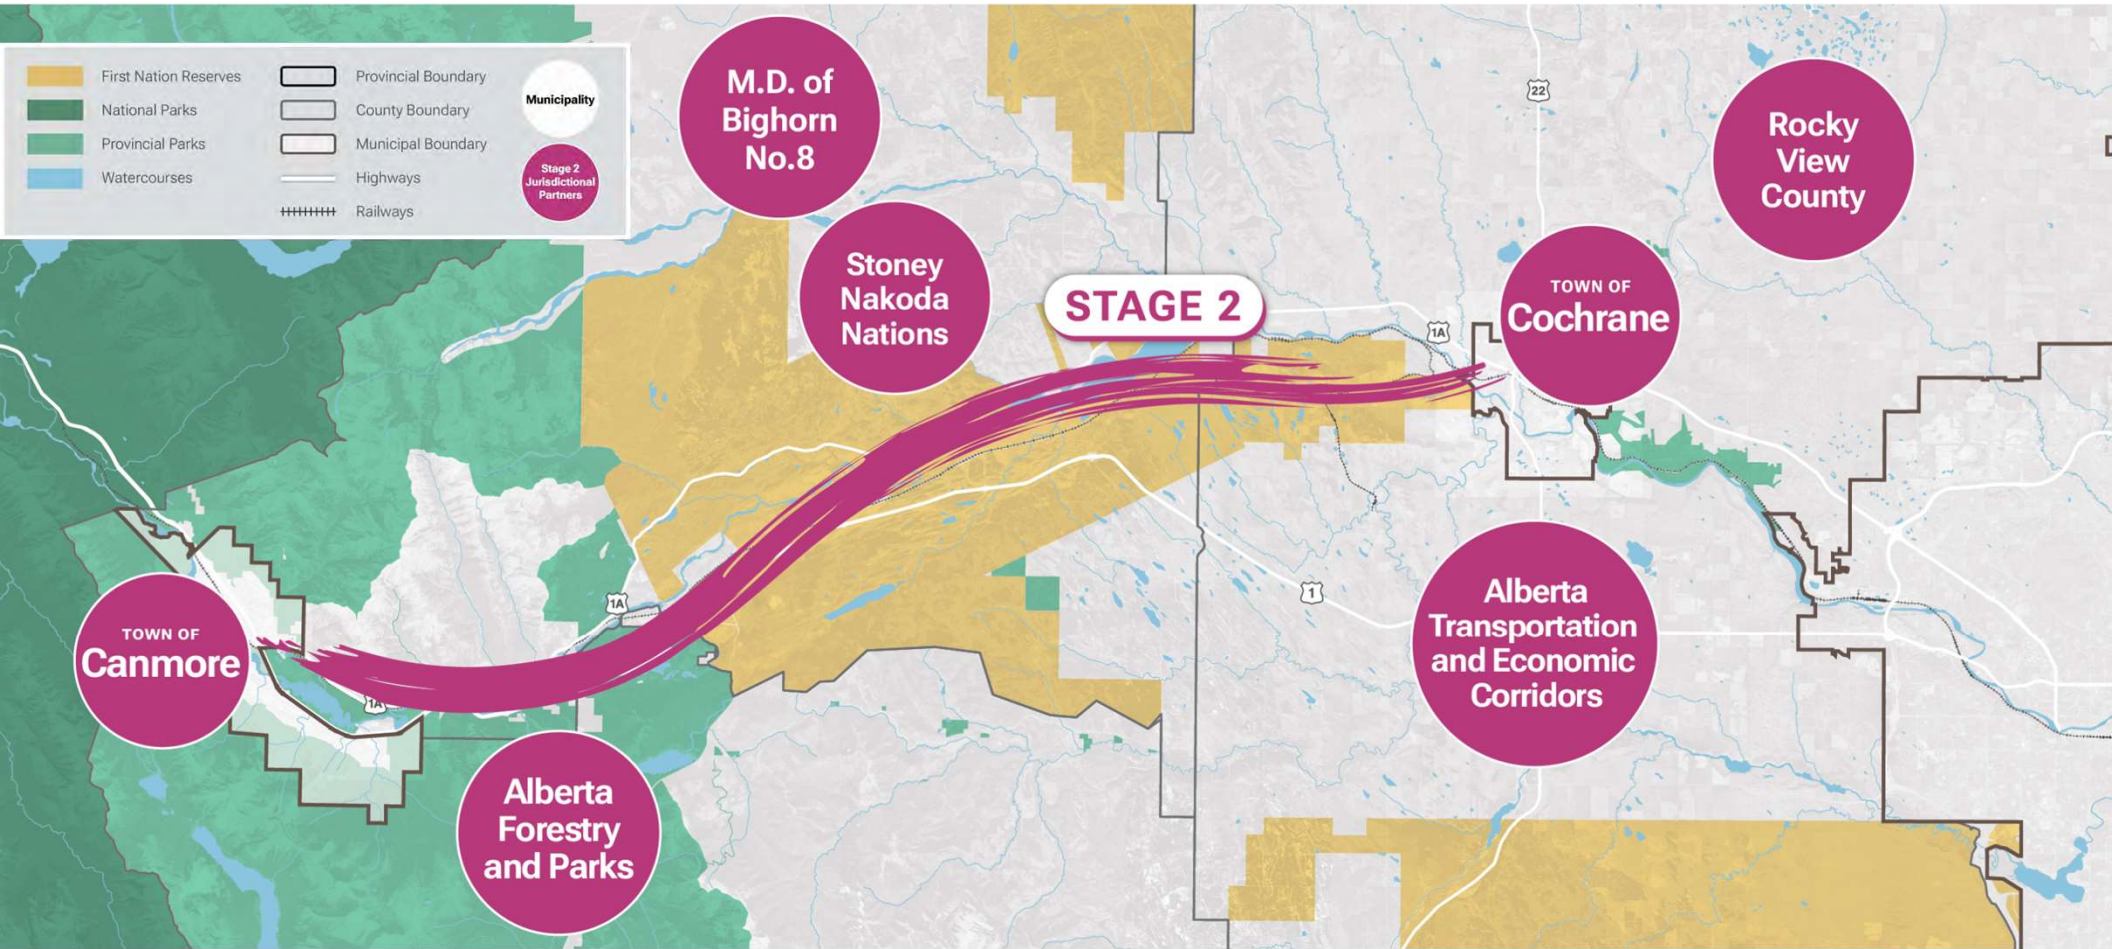 First Nation Reserves
National Parks
Provincial Parks
Watercourses
Provincial Boundary
County Boundary
Municipal Boundary
Highways
Railways
Municipality
Stage 2
Jurisdictional
Partners
M.D. of
Bighorn
No.8
Stoney
Nakoda
Nations
STAGE 2
22
Rocky
View
County
1A
TOWN OF
Cochrane
1A
1
TOWN OF
Canmore
1A
Alberta
Forestry
and Parks
Alberta
Transportation
and Economic
Corridors